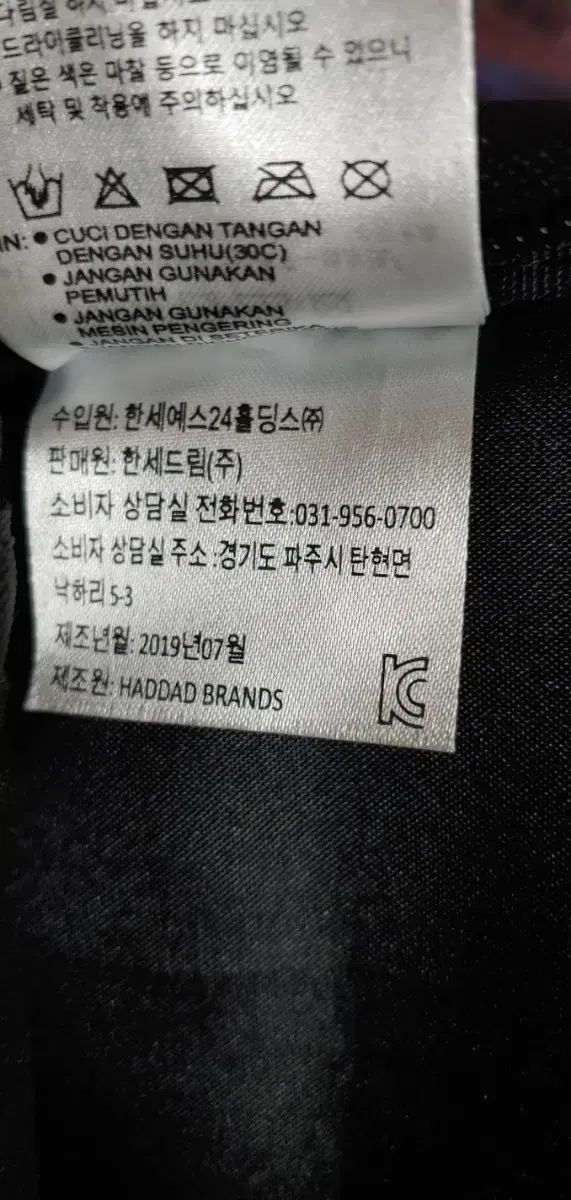 드라이클리닝을 하지 마십시오
짙은 색은 마찰 등으로 이염될 수 있으니
세탁 및 착용에 주의하십시오
IN: ● CUCI DENGAN TANGAN
DENGAN SUHU(30C)
● JANGAN GUNAKAN
PEMUTIH
● JANGAN GUNAKAN
MESIN PENGERING
● JANGAN DI
수입원: 한세예스24홀딩스㈜
판매원: 한세드림(주)
소비자 상담실 전화번호:031-956-0700
소비자 상담실 주소 :경기도 파주시 탄현면
낙하리 5-3
제조년월: 2019년07월
제조원: HADDAD BRANDS
KC